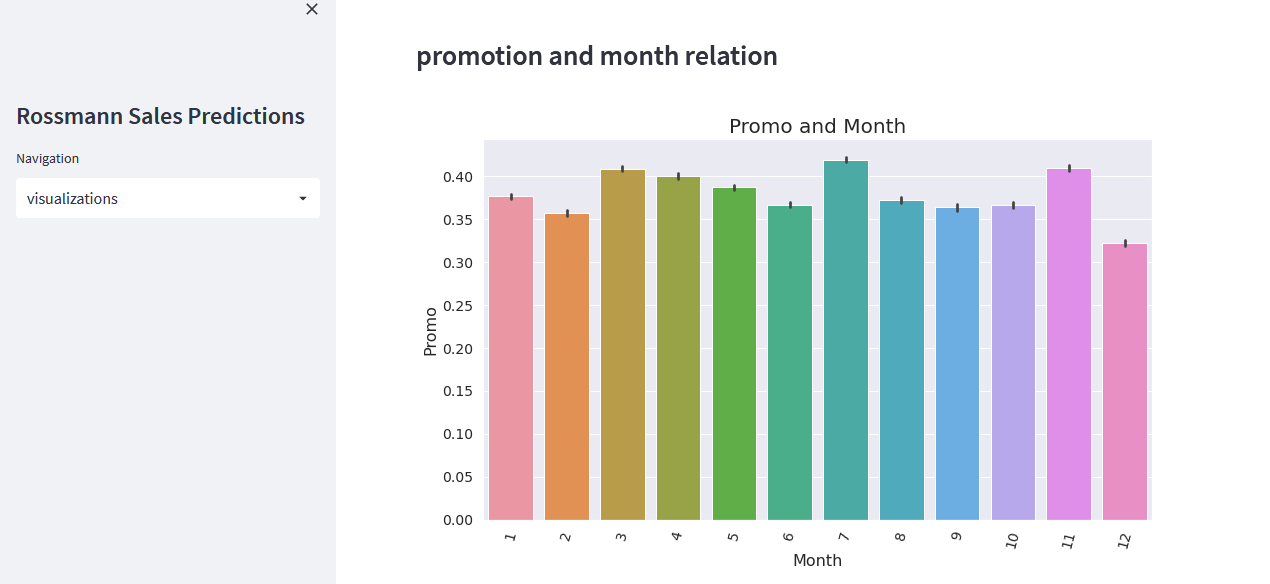 ×
Rossmann Sales Predictions
Navigation
visualizations
promotion and month relation
Promo and Month
0.40
0.35
0.30
0.25
0.20
0.15
0.10
0.05
0.00
Promo
1 2 3 4 5 6 7 8 9 10 11 12
Month